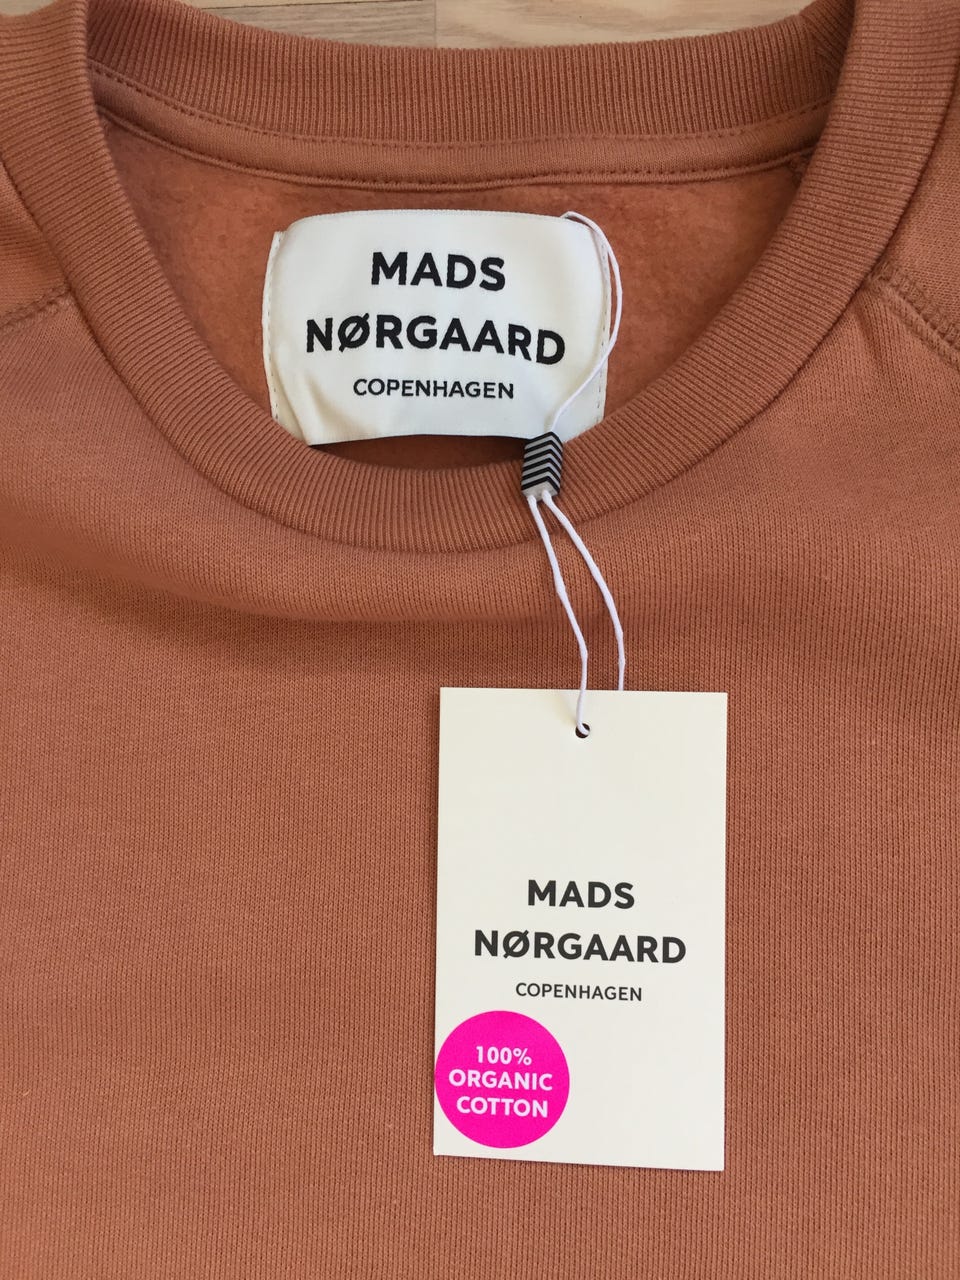 MADS
NØRGAARD
COPENHAGEN
MADS
NØRGAARD
COPENHAGEN
100%
ORGANIC
COTTON